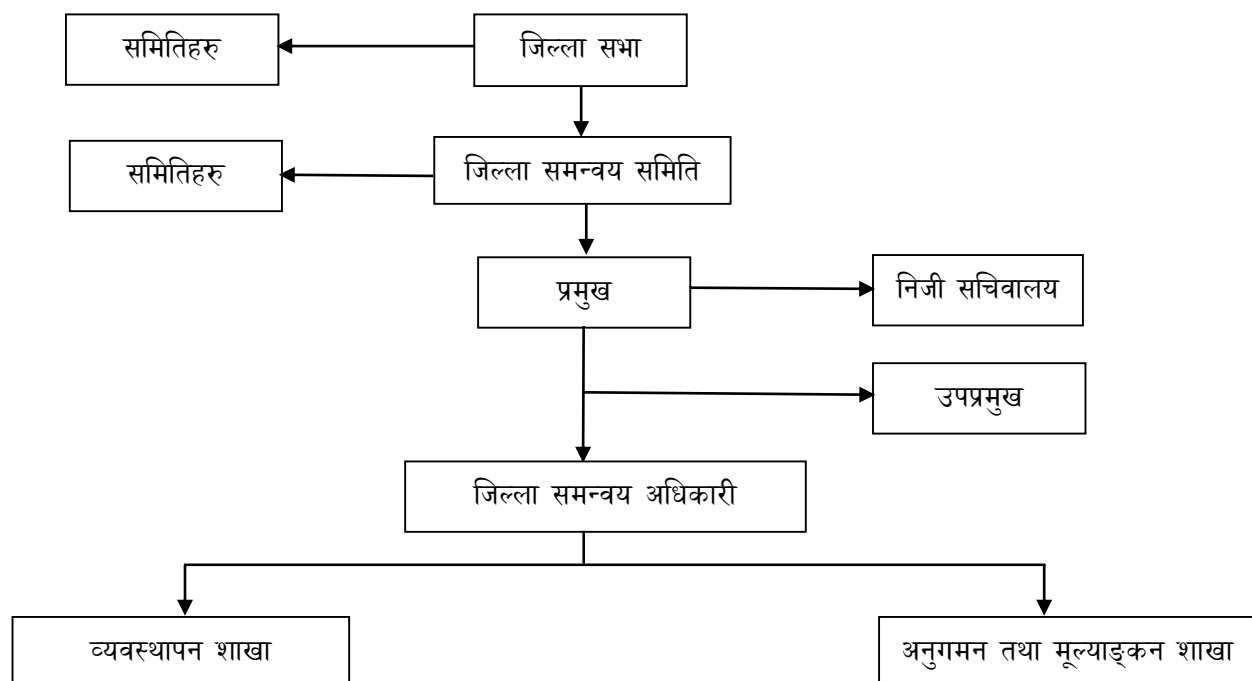 समितिहरु
जिल्ला सभा
समितिहरु
जिल्ला समन्वय समिति
प्रमुख
निजी सचिवालय
उपप्रमुख
जिल्ला समन्वय अधिकारी
व्यवस्थापन शाखा
अनुगमन तथा मूल्याङ्कन शाखा